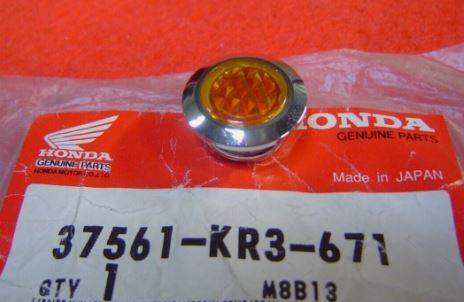 HONDA
GENUINE PARTS
HONDA MOTOR CO.,LTD.
HONDA
GENUINE PARTS
Made in JAPAN
37561-KR3-671
QTY 1 M8B13